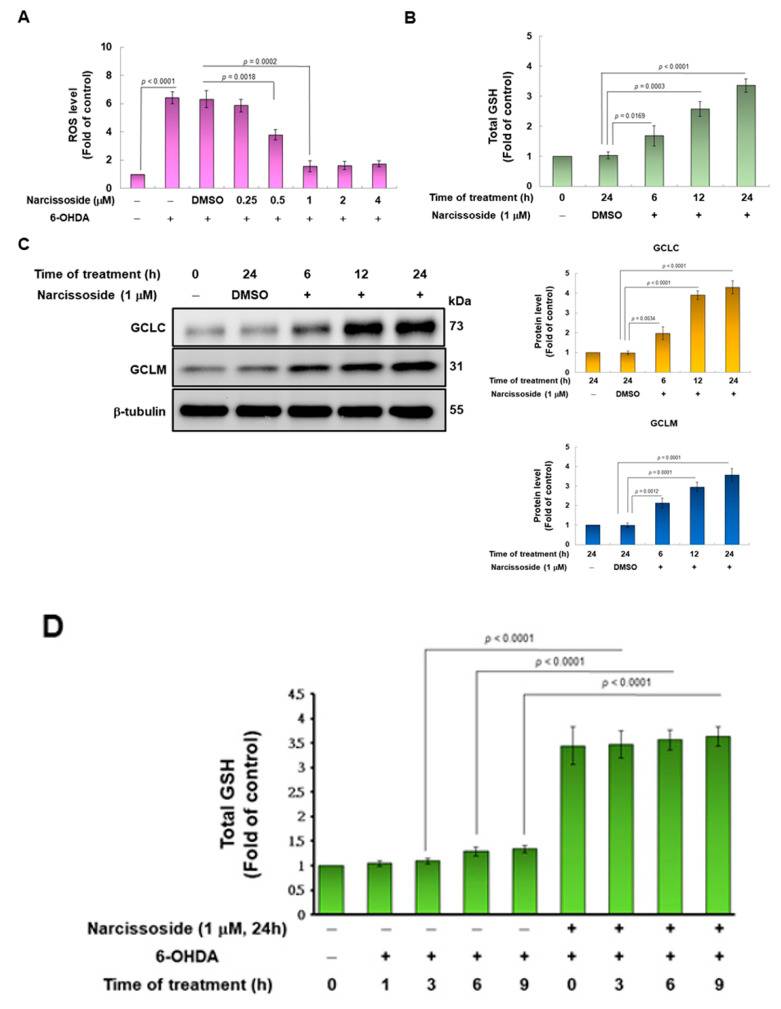 A
ROS level
(Fold of control)
10
8
6
4
2
0
p < 0.0001
p = 0.0002
p = 0.0018
Narcissoside (μM) – – DMSO 0.25 0.5 1 2 4
6-OHDA – + + + + + + +
B
Total GSH
(Fold of control)
5
4
3
2
1
0
p < 0.0001
p = 0.0003
p = 0.0169
Time of treatment (h) 0 24 6 12 24
Narcissoside (1 μM) – DMSO + + +
C
Time of treatment (h) 0 24 6 12 24
Narcissoside (1 μM) – DMSO + + +
kDa
GCLC 73
GCLM 31
β-tubulin 55
GCLC
Protein level
(Fold of control)
5
4
3
2
1
0
p < 0.0001
p < 0.0001
p = 0.0034
Time of treatment (h) 24 24 6 12 24
Narcissoside (1 μM) – DMSO + + +
GCLM
Protein level
(Fold of control)
5
4
3
2
1
0
p < 0.0001
p = 0.0001
p = 0.0012
Time of treatment (h) 24 24 6 12 24
Narcissoside (1 μM) – DMSO + + +
D
Total GSH
(Fold of control)
4.5
4
3.5
3
2.5
2
1.5
1
0.5
0
p < 0.0001
p < 0.0001
p < 0.0001
Narcissoside (1 μM, 24h) – – – – – + + + +
6-OHDA – + + + + + + + +
Time of treatment (h) 0 1 3 6 9 0 3 6 9